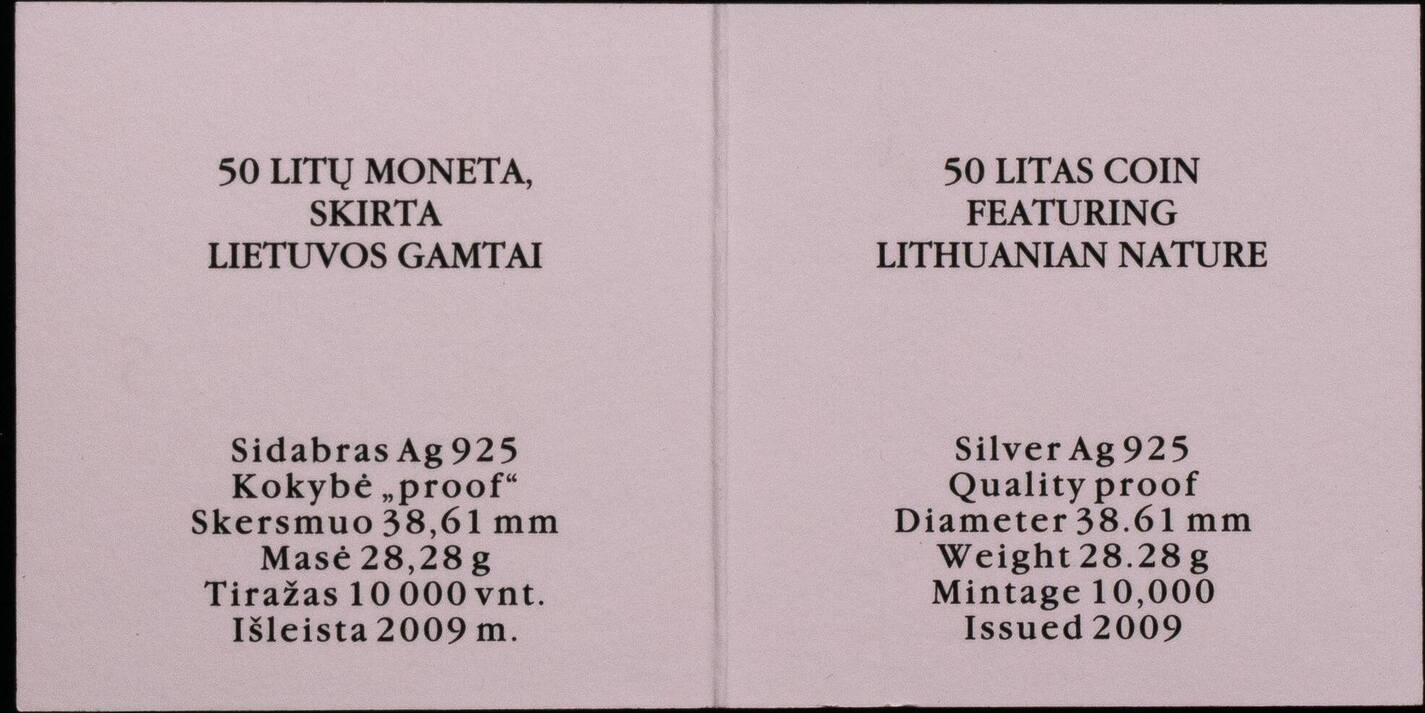 50 LITŲ MONETA,
SKIRTA
LIETUVOS GAMTAI
Sidabras Ag 925
Kokybė „proof“
Skersmuo 38,61 mm
Masė 28,28 g
Tiražas 10 000 vnt.
Išleista 2009 m.
50 LITAS COIN
FEATURING
LITHUANIAN NATURE
Silver Ag 925
Quality proof
Diameter 38.61 mm
Weight 28.28 g
Mintage 10,000
Issued 2009